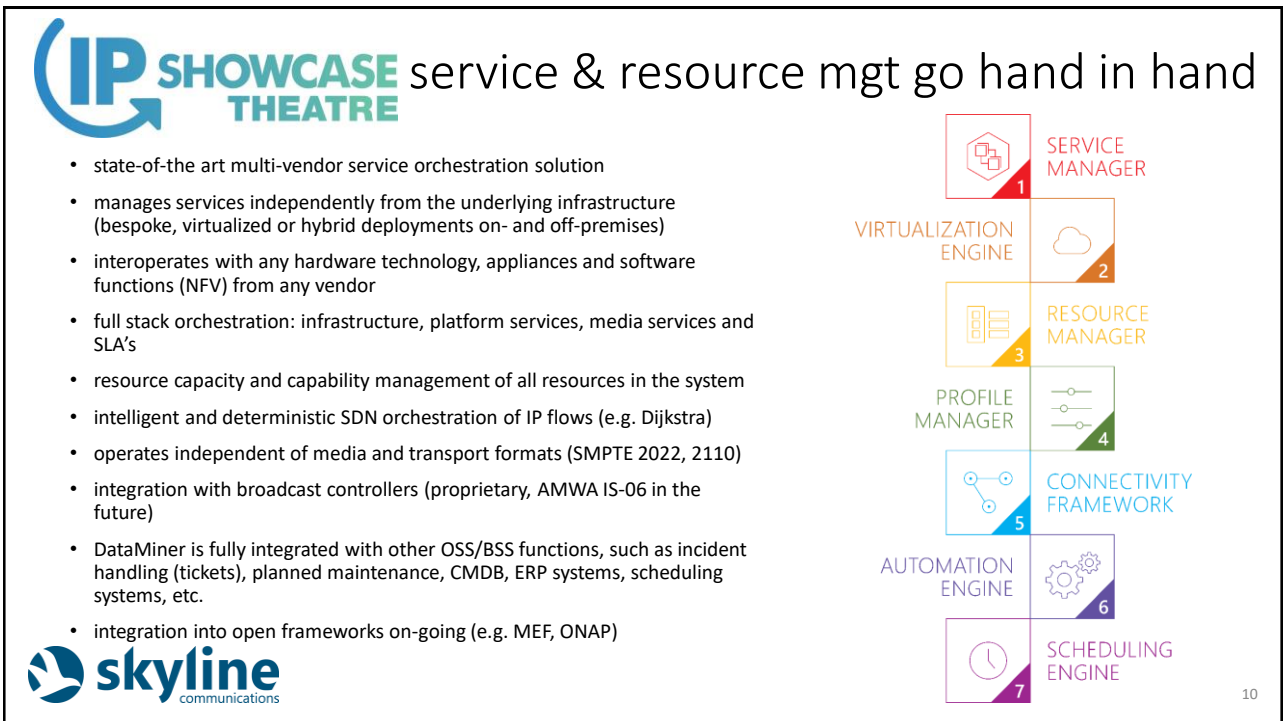 IP SHOWCASE
THEATRE
service & resource mgt go hand in hand
• state-of-the art multi-vendor service orchestration solution
• manages services independently from the underlying infrastructure
(bespoke, virtualized or hybrid deployments on- and off-premises)
• interoperates with any hardware technology, appliances and software
functions (NFV) from any vendor
• full stack orchestration: infrastructure, platform services, media services and
SLA's
• resource capacity and capability management of all resources in the system
• intelligent and deterministic SDN orchestration of IP flows (e.g. Dijkstra)
• operates independent of media and transport formats (SMPTE 2022, 2110)
• integration with broadcast controllers (proprietary, AMWA IS-06 in the
future)
• DataMiner is fully integrated with other OSS/BSS functions, such as incident
handling (tickets), planned maintenance, CMDB, ERP systems, scheduling
systems, etc.
• integration into open frameworks on-going (e.g. MEF, ONAP)
SERVICE
MANAGER
1
VIRTUALIZATION
ENGINE
2
RESOURCE
MANAGER
3
PROFILE
MANAGER
4
CONNECTIVITY
FRAMEWORK
5
AUTOMATION
ENGINE
6
SCHEDULING
ENGINE
7
skyline
communications
10